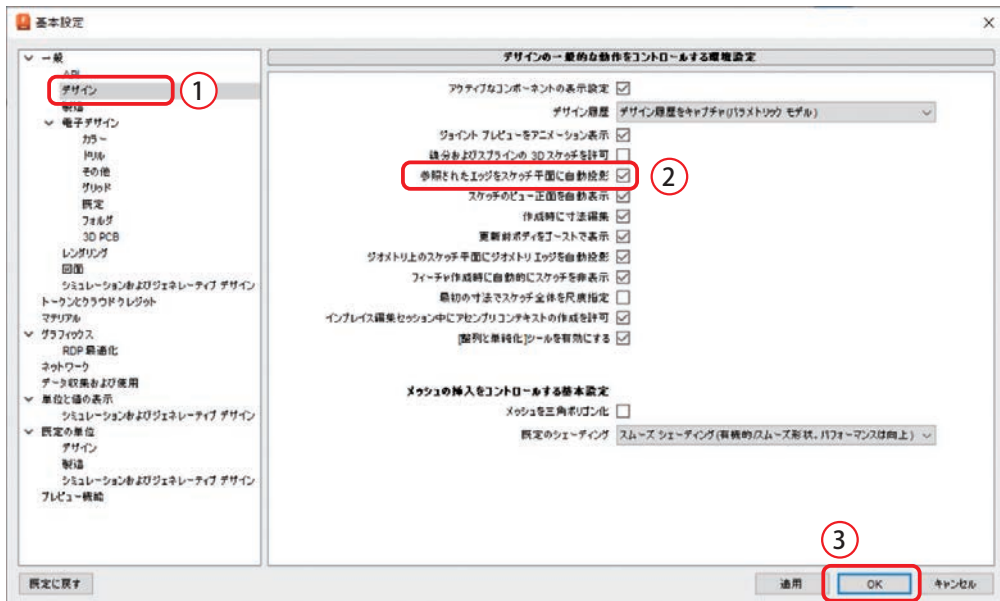 基本設定
一般
API
デザイン
①
製造
電子デザイン
カラー
ドリル
その他
グリッド
既定
フォルダ
3D PCB
レンダリング
図面
シミュレーションおよびジェネレーティブ デザイン
トークンとクラウドクレジット
マテリアル
グラフィックス
RDP 最適化
ネットワーク
データ収集および使用
単位と値の表示
シミュレーションおよびジェネレーティブ デザイン
既定の単位
デザイン
製造
シミュレーションおよびジェネレーティブ デザイン
プレビュー機能
デザインの一般的な動作をコントロールする環境設定
アクティブなコンポーネントの表示設定
デザイン履歴 デザイン履歴をキャプチャ(パラメトリック モデル)
ジョイント プレビューをアニメーション表示
線分およびスプラインの 3D スケッチを許可
参照されたエッジをスケッチ平面に自動投影 ②
スケッチのビュー正面を自動表示
作成時に寸法編集
更新前ボディをゴーストで表示
ジオメトリ上のスケッチ平面にジオメトリ エッジを自動投影
フィーチャ作成時に自動的にスケッチを非表示
最初の寸法でスケッチ全体を尺度指定
インプレイス編集セッション中にアセンブリ コンテキストの作成を許可
[整列と単純化]ツールを有効にする
メッシュの挿入をコントロールする基本設定
メッシュを三角ポリゴン化
既定のシェーディング スムーズ シェーディング(有機的/スムーズ形状、パフォーマンスは向上)
③
既定に戻す 適用 OK キャンセル